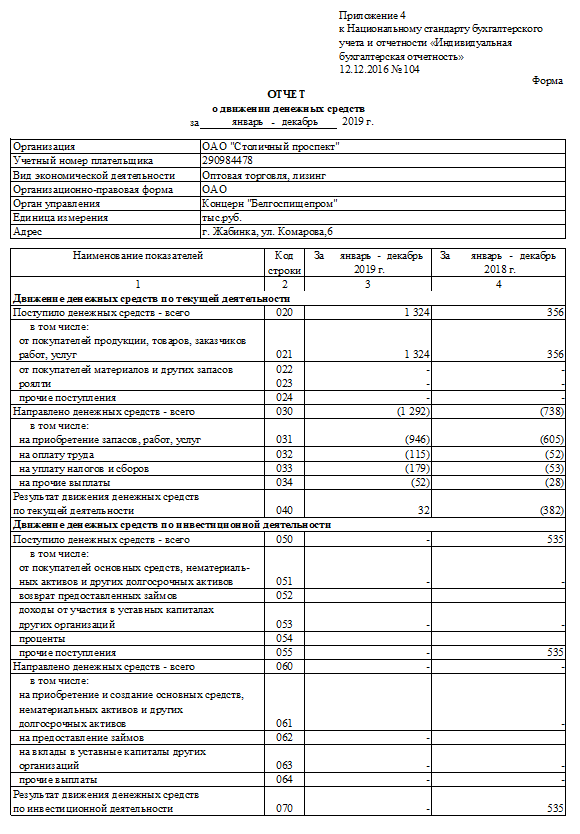 Приложение 4
к Национальному стандарту бухгалтерского
учета и отчетности «Индивидуальная
бухгалтерская отчетность»
12.12.2016 №104
Форма
ОТЧЕТ
о движении денежных средств
за январь - декабрь 2019 г.
Организация ОАО "Столичный проспект"
Учетный номер плательщика 290984478
Вид экономической деятельности Оптовая торговля, лизинг
Организационно-правовая форма ОАО
Орган управления Концерн "Белгоспищепром"
Единица измерения тыс.руб.
Адрес г. Жабинка, ул. Комарова,6
Наименование показателей Код За январь - декабрь За январь - декабрь
строки 2019 г. 2018 г.
1 2 3 4
Движение денежных средств по текущей деятельности
Поступило денежных средств - всего 020 1 324 356
в том числе:
от покупателей продукции, товаров, заказчиков
работ, услуг 021 1 324 356
от покупателей материалов и других запасов 022 - -
роялти 023 - -
прочие поступления 024 - -
Направлено денежных средств - всего 030 (1 292) (738)
в том числе:
на приобретение запасов, работ, услуг 031 (946) (605)
на оплату труда 032 (115) (52)
на уплату налогов и сборов 033 (179) (53)
на прочие выплаты 034 (52) (28)
Результат движения денежных средств
по текущей деятельности 040 32 (382)
Движение денежных средств по инвестиционной деятельности
Поступило денежных средств - всего 050 - 535
в том числе:
от покупателей основных средств, нематериаль-
ных активов и других долгосрочных активов 051 - -
возврат предоставленных займов 052
доходы от участия в уставных капиталах
других организаций 053 - -
проценты 054
прочие поступления 055 - 535
Направлено денежных средств - всего 060 - -
в том числе:
на приобретение и создание основных средств,
нематериальных активов и других
долгосрочных активов 061 -
на предоставление займов 062 - -
на вклады в уставные капиталы других
организаций 063 - -
прочие выплаты 064 - -
Результат движения денежных средств
по инвестиционной деятельности 070 - 535